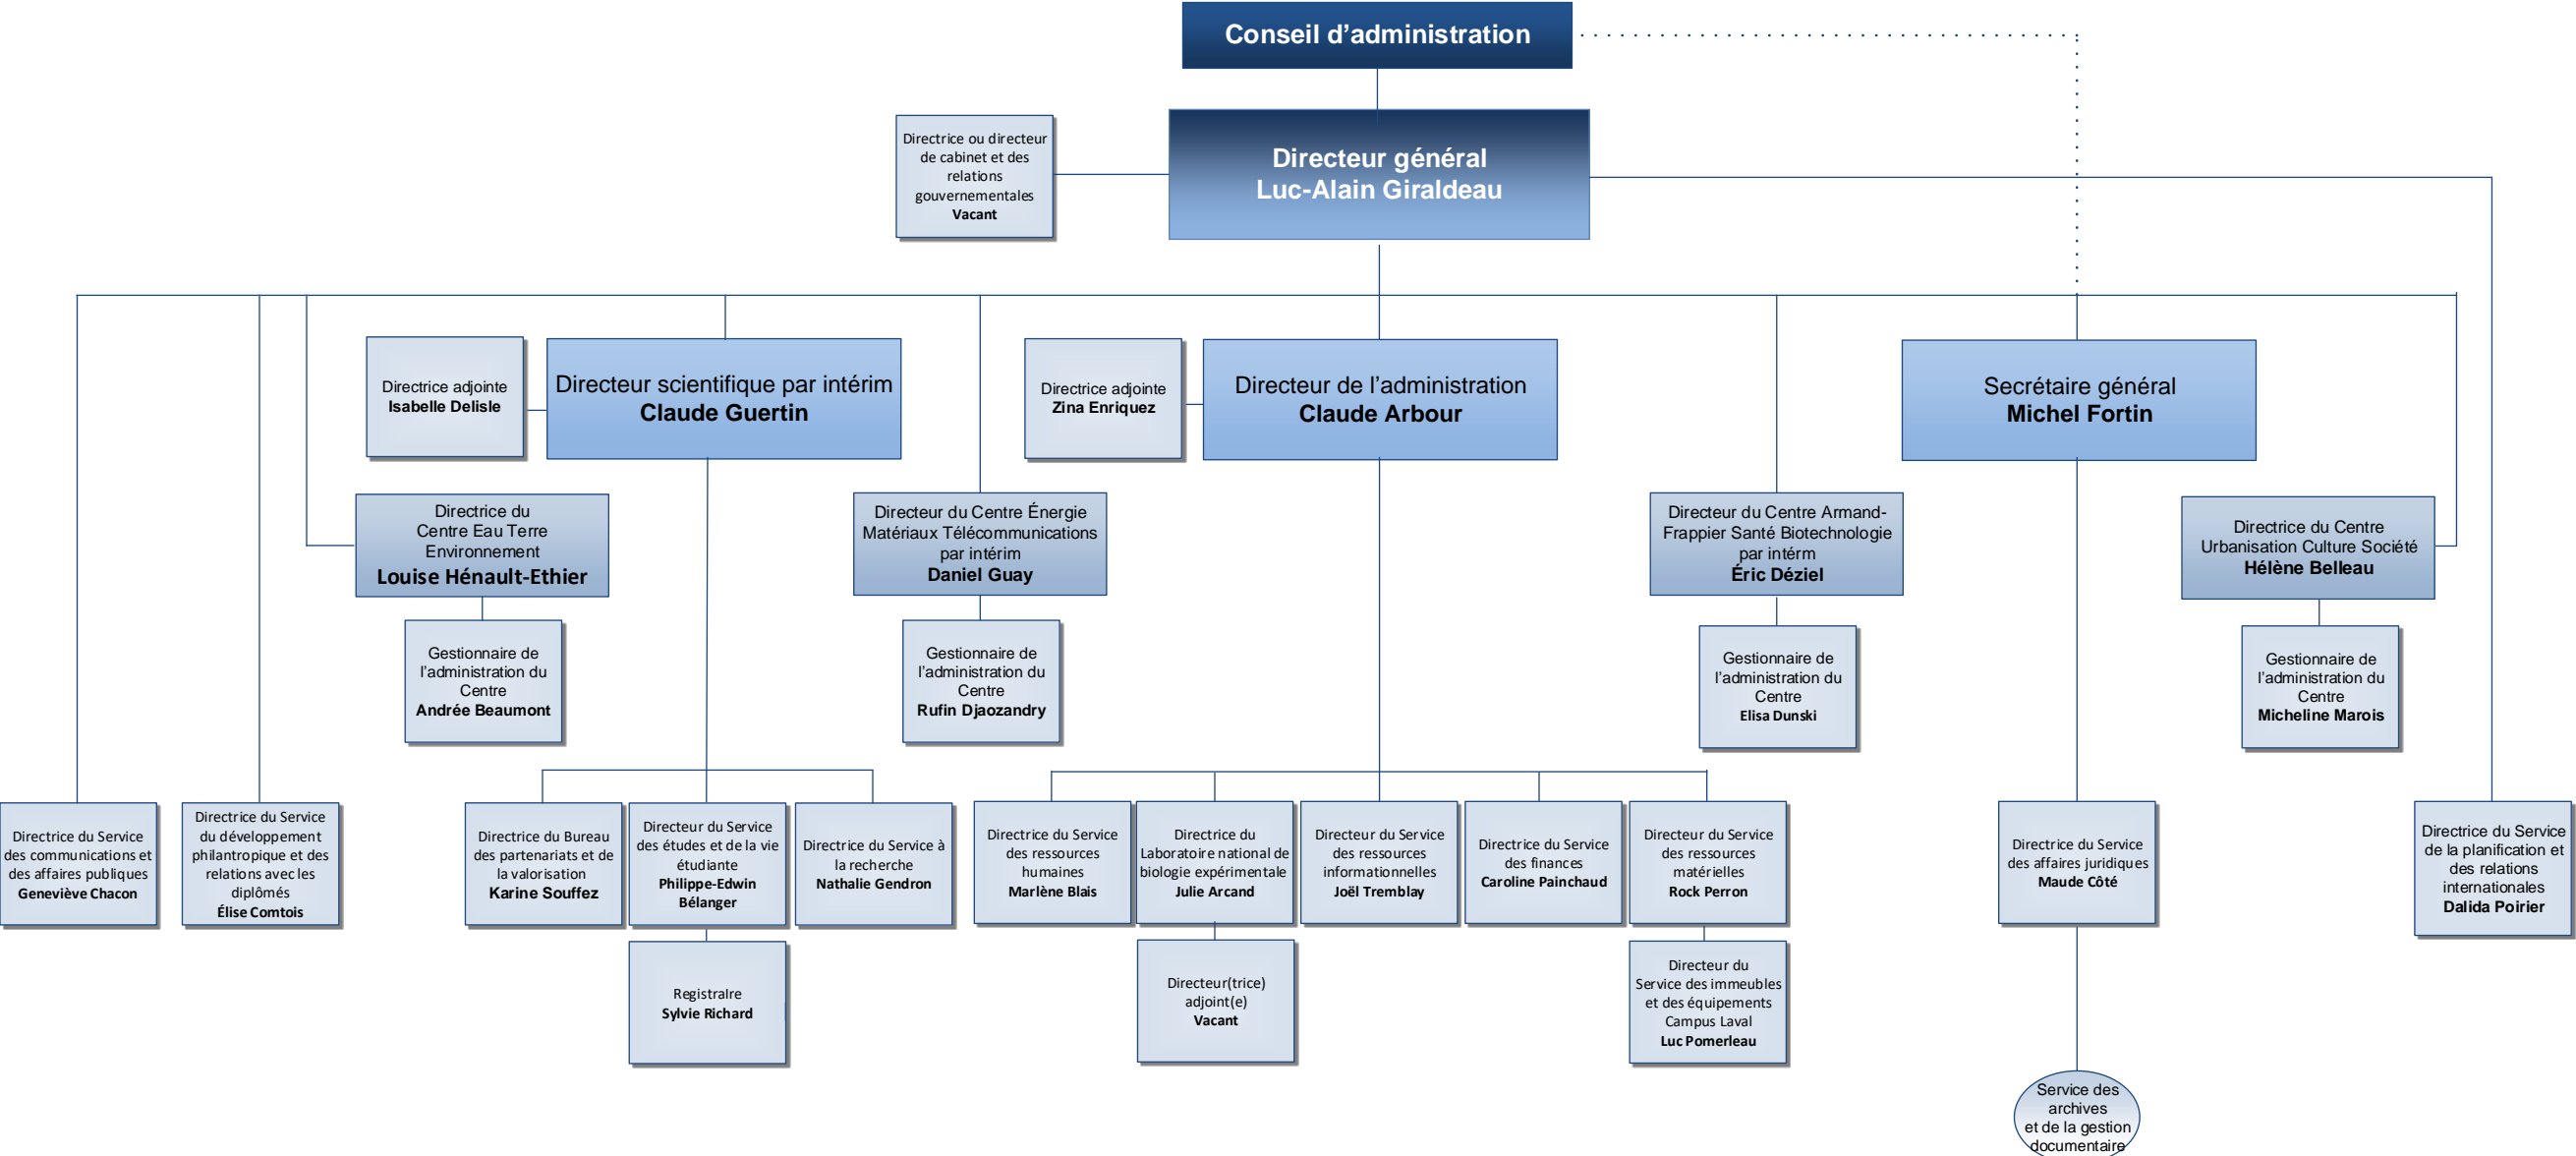 Conseil d'administration
Directrice ou directeur
de cabinet et des
relations
gouvernementales
Vacant
Directeur général
Luc-Alain Giraldeau
Directrice adjointe
Isabelle Delisle
Directeur scientifique par intérim
Claude Guertin
Directrice adjointe
Zina Enriquez
Directeur de l’administration
Claude Arbour
Secrétaire général
Michel Fortin
Directrice du
Centre Eau Terre
Environnement
Louise Hénault-Ethier
Directeur du Centre Énergie
Matériaux Télécommunications
par intérim
Daniel Guay
Directeur du Centre Armand-
Frappier Santé Biotechnologie
par intérm
Éric Déziel
Directrice du Centre
Urbanisation Culture Société
Hélène Belleau
Gestionnaire de
l’administration du
Centre
Andrée Beaumont
Gestionnaire de
l’administration du
Centre
Rufin Djaozandry
Gestionnaire de
l’administration du
Centre
Elisa Dunski
Gestionnaire de
l’administration du
Centre
Micheline Marois
Directrice du Service
des communications et
des affaires publiques
Geneviève Chacon
Directrice du Service
du développement
philantropique et des
relations avec les
diplômés
Élise Comtois
Directrice du Bureau
des partenariats et de
la valorisation
Karine Souffez
Directeur du Service
des études et de la vie
étudiante
Philippe-Edwin
Bélanger
Directrice du Service à
la recherche
Nathalie Gendron
Directrice du Service
des ressources
humaines
Marlène Blais
Directrice du
Laboratoire national de
biologie expérimentale
Julie Arcand
Directeur du Service
des ressources
informationnelles
Joël Tremblay
Directrice du Service
des finances
Caroline Painchaud
Directeur du Service
des ressources
matérielles
Rock Perron
Directrice du Service
des affaires juridiques
Maude Côté
Directrice du Service
de la planification et
des relations
internationales
Dalida Poirier
RegistraIre
Sylvie Richard
Directeur(trice)
adjoint(e)
Vacant
Directeur du
Service des immeubles
et des équipements
Campus Laval
Luc Pomerleau
Service des
archives
et de la gestion
documentaire